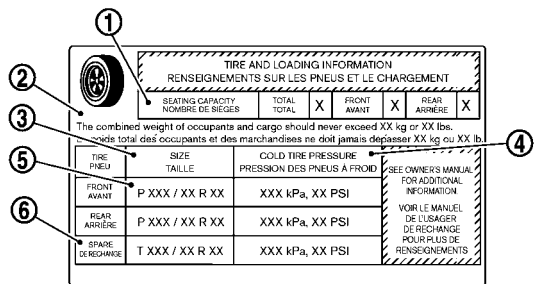 ①
TIRE AND LOADING INFORMATION
RENSEIGNEMENTS SUR LES PNEUS ET LE CHARGEMENT
②
SEATING CAPACITY
NOMBRE DE SIÈGES
TOTAL
TOTAL
X
FRONT
AVANT
X
REAR
ARRIÈRE
X
③
The combined weight of occupants and cargo should never exceed XX kg or XX lbs.
poids total des occupants et des marchandises ne doit jamais dépasser XX kg ou XX lb.
④
TIRE
PNEU
SIZE
TAILLE
COLD TIRE PRESSURE
PRESSION DES PNEUS À FROID
SEE OWNER'S MANUAL
FOR ADDITIONAL
INFORMATION
VOIR LE MANUEL
DE L'USAGER
DE RECHANGE
POUR PLUS DE
RENSEIGNEMENTS
⑤
FRONT
AVANT
P XXX / XX R XX
XXX kPa, XX PSI
REAR
ARRIÈRE
P XXX / XX R XX
XXX kPa, XX PSI
⑥
SPARE
DE RECHANGE
T XXX / XX R XX
XXX kPa, XX PSI